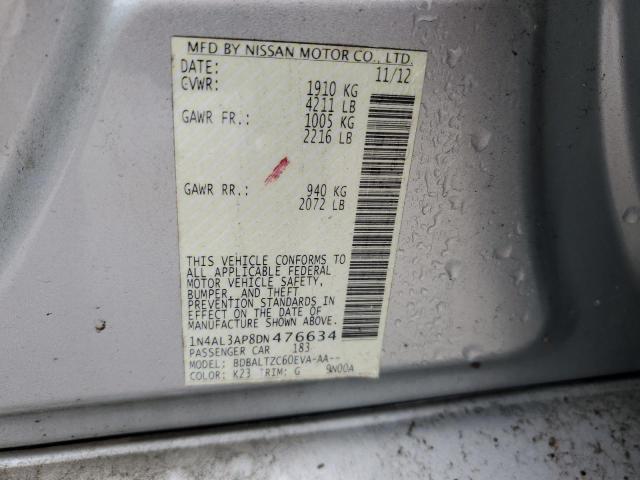 MFD BY NISSAN MOTOR CO., LTD.
DATE: 11/12
CVWR: 1910 KG
4211 LB
GAWR FR.: 1005 KG
2216 LB
GAWR RR.: 940 KG
2072 LB
THIS VEHICLE CONFORMS TO
ALL APPLICABLE FEDERAL
MOTOR VEHICLE SAFETY,
BUMPER, AND THEFT
PREVENTION STANDARDS IN
EFFECT ON THE DATE OF
MANUFACTURE SHOWN ABOVE.
1N4AL3AP8DN476634
PASSENGER CAR 183
MODEL: BDBALTZC60EVA-AA--
COLOR: K23 TRIM: G 9N00A